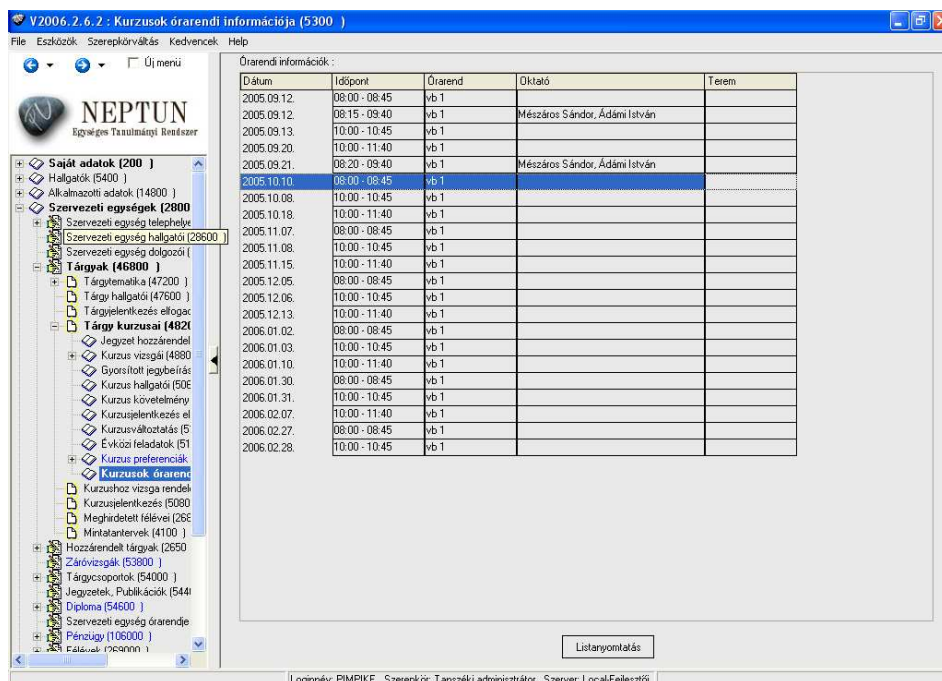 V2006.2.6.2 : Kurzusok órarendi információja (5300  )
File Eszközök Szerepkörváltás Kedvencek Help
Új menü
NEPTUN
Egységes Tanulmányi Rendszer
Saját adatok (200  )
Hallgatók (5400  )
Alkalmazotti adatok (14800  )
Szervezeti egységek (2800
Szervezeti egység telephelye
Szervezeti egység hallgatói (28600  )
Szervezeti egység dolgozói (
Tárgyak (46800  )
Tárgytematika (47200  )
Tárgy hallgatói (47600  )
Tárgyjelentkezés elfogad
Tárgy kurzusai (4820
Jegyzet hozzárendel
Kurzus vizsgái (4880
Gyorsított jegybeírás
Kurzus hallgatói (506
Kurzus követelmény
Kurzusjelentkezés el
Kurzusváltoztatás (5
Évközi feladatok (51
Kurzus preferenciák
Kurzusok órarend
Kurzushoz vizsga rendel
Kurzusjelentkezés (5080
Meghirdetett félévei (268
Mintatantervek (4100  )
Hozzárendelt tárgyak (2650
Záróvizsgák (53800  )
Tárgycsoportok (54000  )
Jegyzetek, Publikációk (544
Diploma (54600  )
Szervezeti egység órarendje
Pénzügy (106000  )
Félévek (269000  )
Órarendi információk :
Dátum Időpont Órarend Oktató Terem
2005.09.12. 08:00 - 08:45 vb 1
2005.09.12. 08:15 - 09:40 vb 1 Mészáros Sándor, Ádámi István
2005.09.13. 10:00 - 10:45 vb 1
2005.09.20. 10:00 - 11:40 vb 1
2005.09.21. 08:20 - 09:40 vb 1 Mészáros Sándor, Ádámi István
2005.10.10. 08:00 - 08:45 vb 1
2005.10.08. 10:00 - 10:45 vb 1
2005.10.18. 10:00 - 11:40 vb 1
2005.11.07. 08:00 - 08:45 vb 1
2005.11.08. 10:00 - 10:45 vb 1
2005.11.15. 10:00 - 11:40 vb 1
2005.12.05. 08:00 - 08:45 vb 1
2005.12.06. 10:00 - 10:45 vb 1
2005.12.13. 10:00 - 11:40 vb 1
2006.01.02. 08:00 - 08:45 vb 1
2006.01.03. 10:00 - 10:45 vb 1
2006.01.10. 10:00 - 11:40 vb 1
2006.01.30. 08:00 - 08:45 vb 1
2006.01.31. 10:00 - 10:45 vb 1
2006.02.07. 10:00 - 11:40 vb 1
2006.02.27. 08:00 - 08:45 vb 1
2006.02.28. 10:00 - 10:45 vb 1
Listanyomtatás
Loginnév: PIMPIKE Szerepkör: Tanszéki adminisztrátor Szerver: Local-Fejlesztői